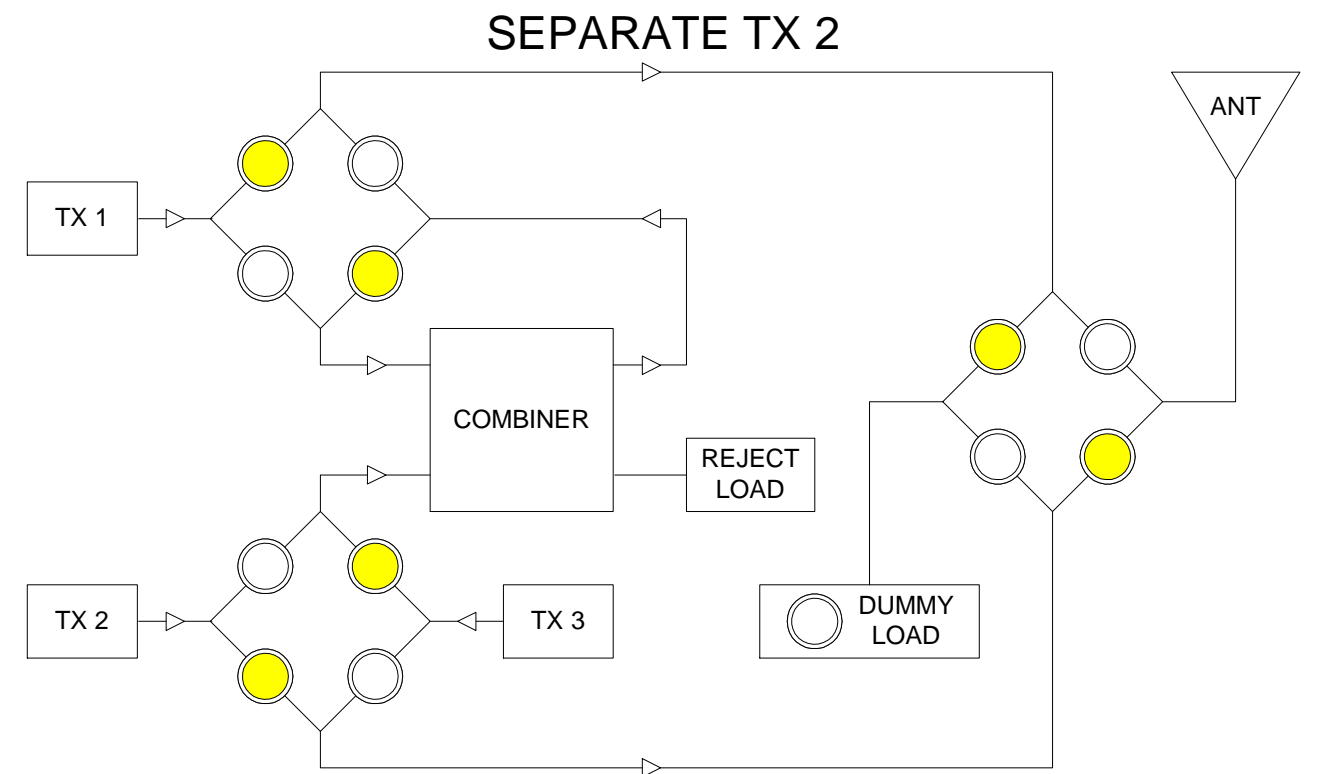 SEPARATE TX 2
ANT
TX 1
COMBINER
REJECT
LOAD
TX 2
TX 3
DUMMY
LOAD